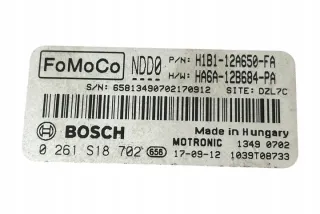 FoMoCo NDD0 P/N: H1B1-12A650-FA
H/W: HA6A-12B684-PA
S/N: 65813490702170912 SITE: DZL7C
BOSCH Made in Hungary
MOTRONIC 1349 0702
0 261 S18 702 656 17-09-12 1039T08733